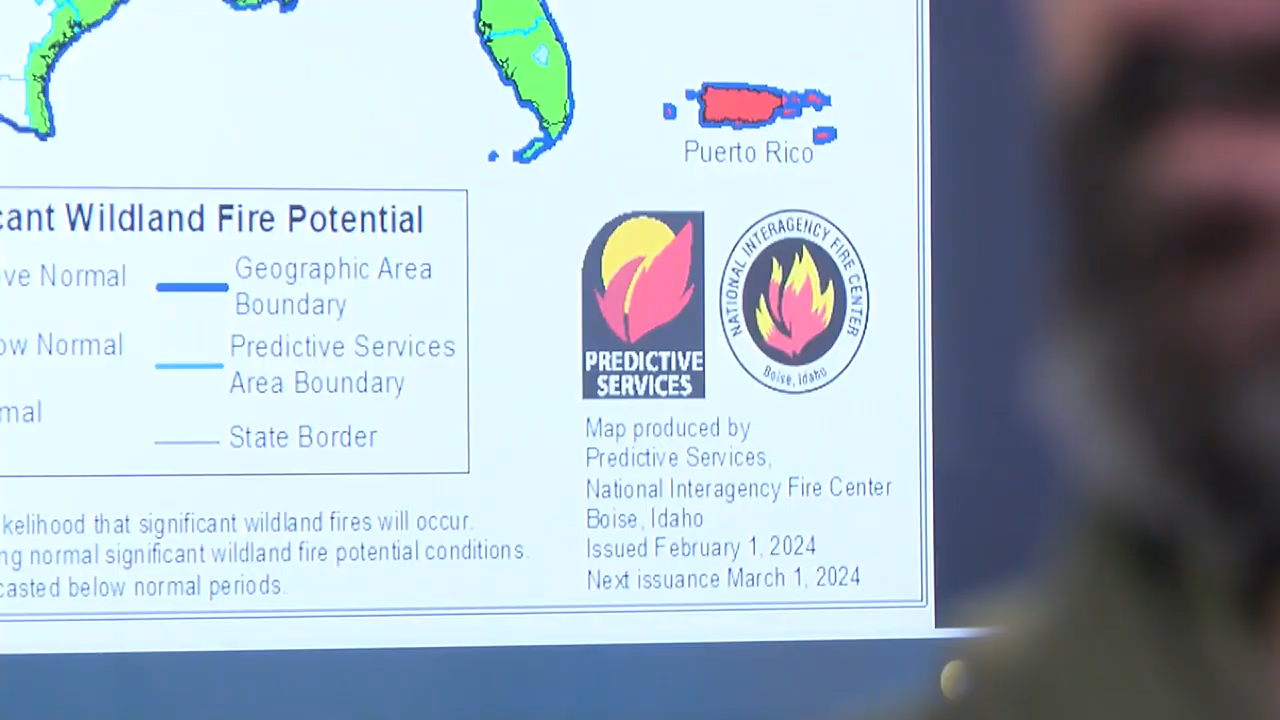 Puerto Rico
cant Wildland Fire Potential
ve Normal
Geographic Area
Boundary
ow Normal
Predictive Services
Area Boundary
mal
State Border
PREDICTIVE
SERVICES
NATIONAL INTERAGENCY FIRE CENTER
Boise, Idaho
Map produced by
Predictive Services,
National Interagency Fire Center
Boise, Idaho
Issued February 1, 2024
Next issuance March 1, 2024
kelihood that significant wildland fires will occur.
ng normal significant wildland fire potential conditions.
casted below normal periods.